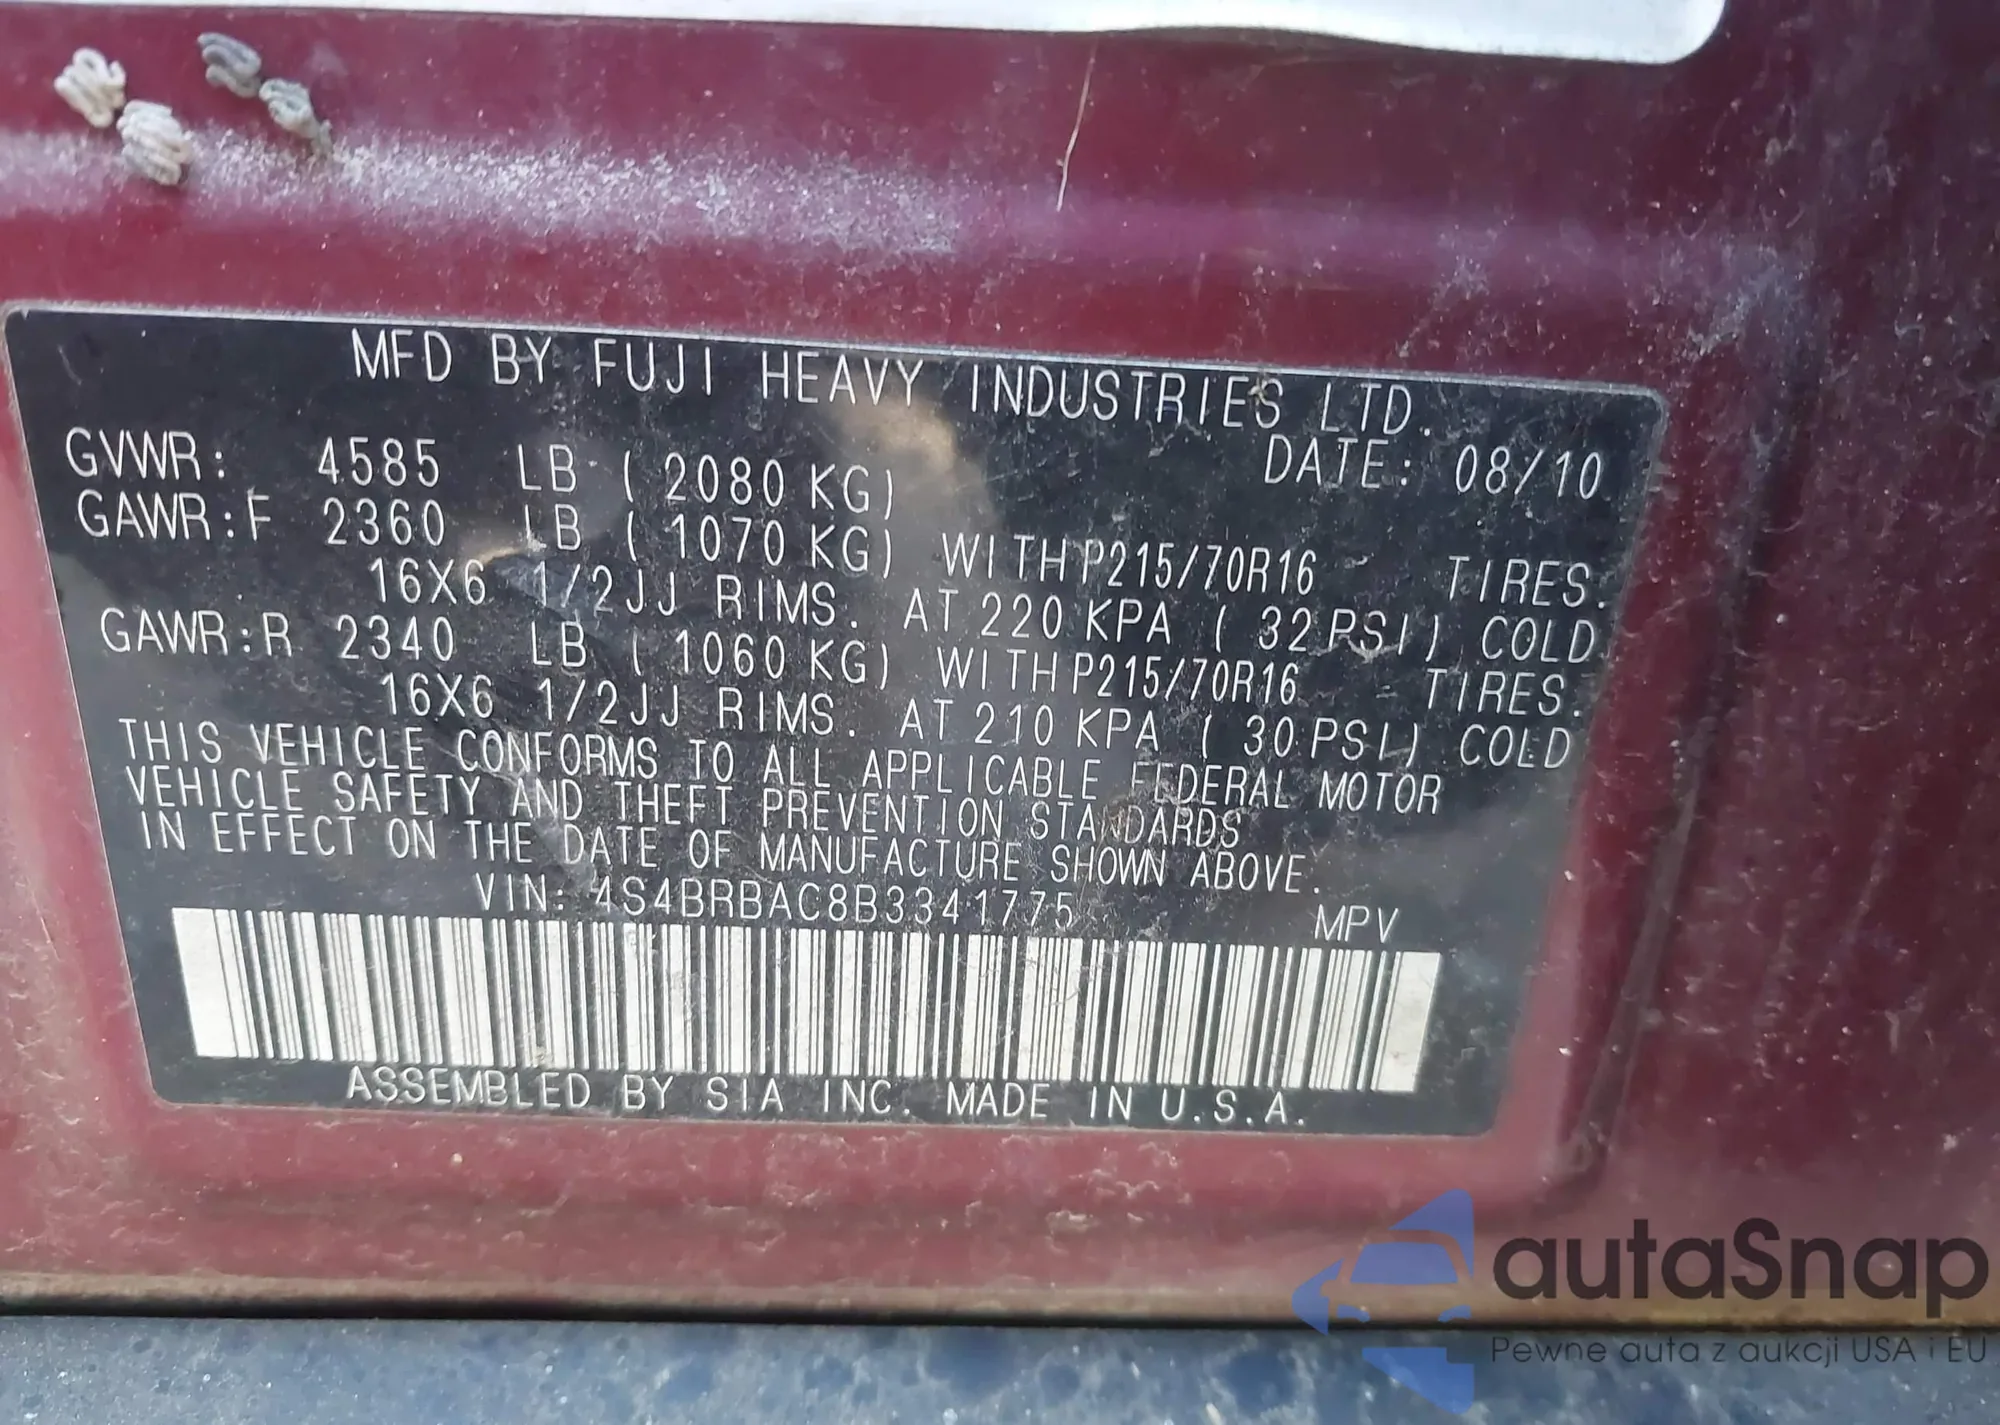 MFD BY FUJI HEAVY INDUSTRIES LTD.
DATE: 08/10
GVWR: 4585 LB ( 2080 KG)
GAWR:F 2360 LB ( 1070 KG) WITH P215/70R16 TIRES.
16X6 1/2JJ RIMS. AT 220 KPA ( 32 PSI) COLD.
GAWR:R 2340 LB ( 1060 KG) WITH P215/70R16 TIRES.
16X6 1/2JJ RIMS. AT 210 KPA ( 30 PSI) COLD
THIS VEHICLE CONFORMS TO ALL APPLICABLE FEDERAL MOTOR
VEHICLE SAFETY AND THEFT PREVENTION STANDARDS
IN EFFECT ON THE DATE OF MANUFACTURE SHOWN ABOVE.
VIN: 4S4BRBAC8B3341775 MPV
ASSEMBLED BY SIA INC. MADE IN U.S.A.
autaSnap
Pewne auta z aukcji USA i EU